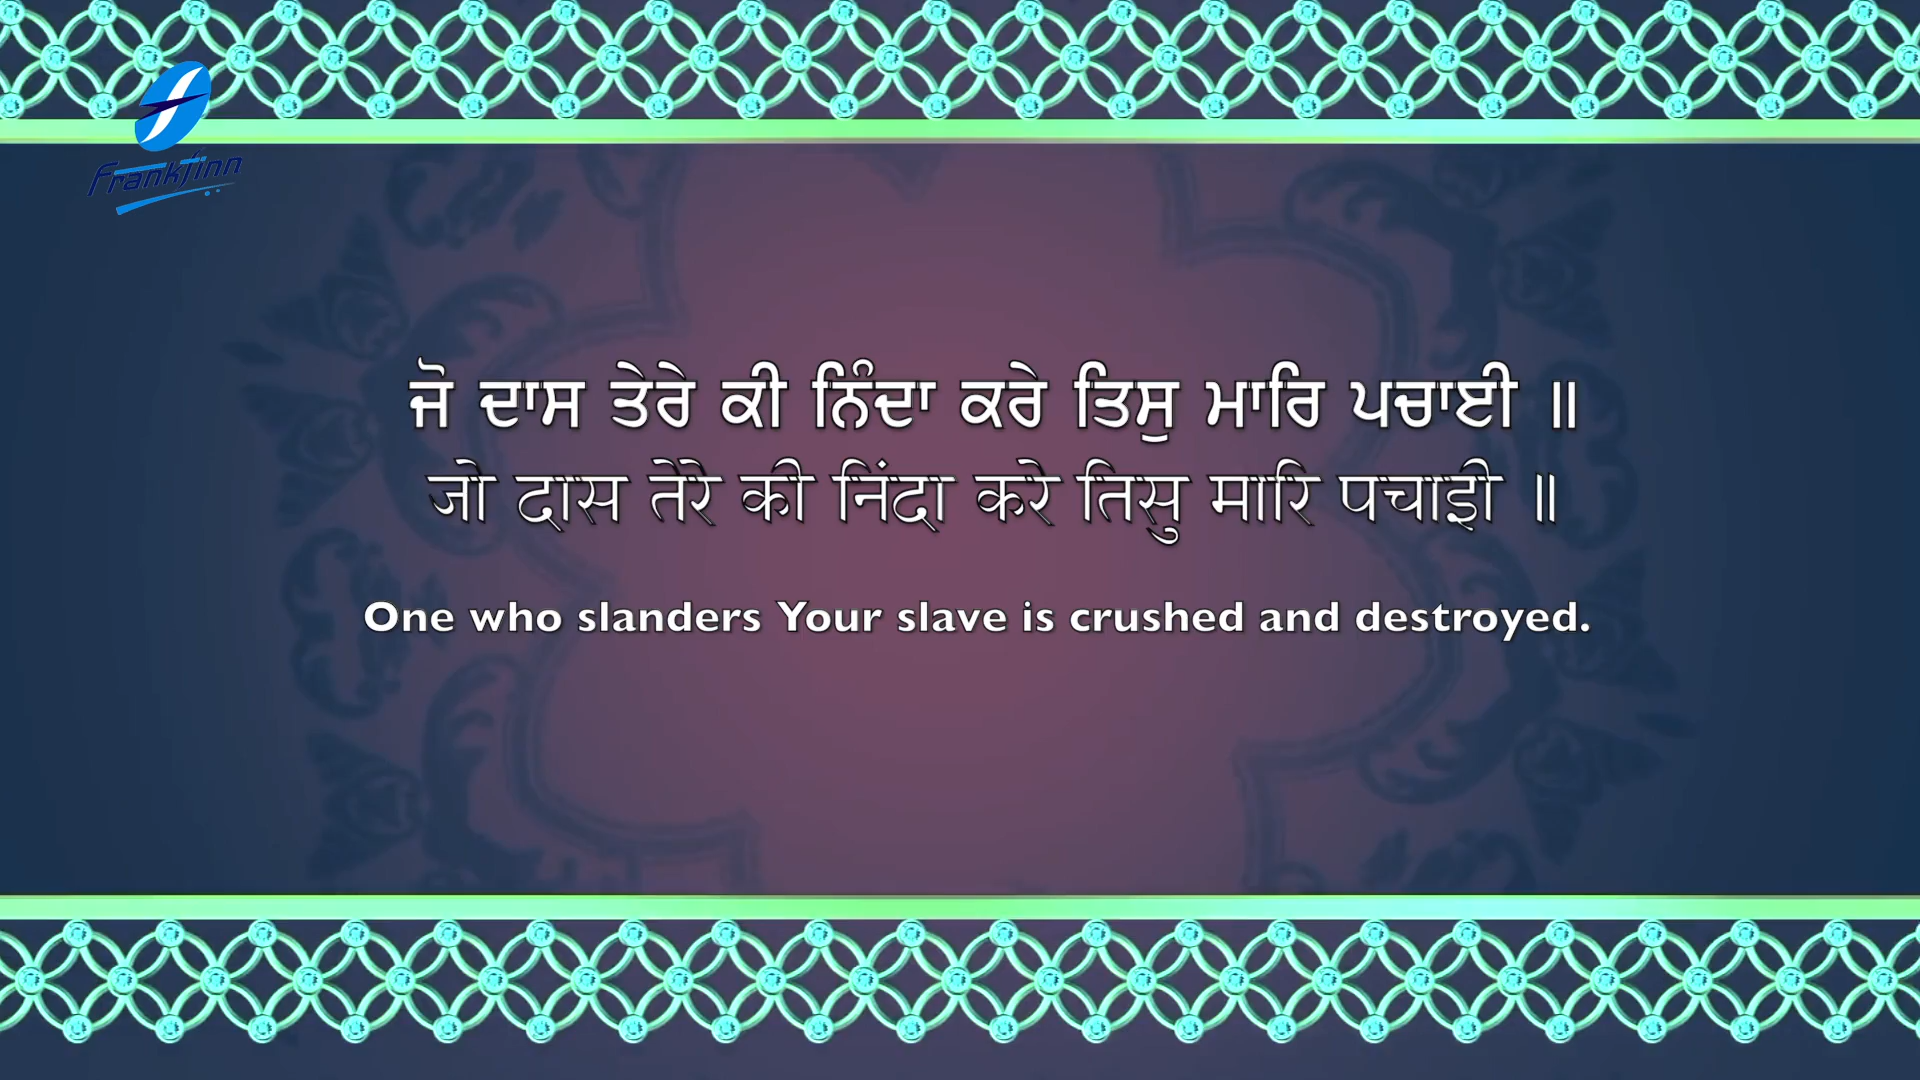 Frankfinn
ਜੋ ਦਾਸ ਤੇਰੇ ਕੀ ਨਿੰਦਾ ਕਰੇ ਤਿਸੁ ਮਾਰਿ ਪਚਾਈ ॥
जो दास तेरे की निंदा करे तिसु मारि पचाई ॥
One who slanders Your slave is crushed and destroyed.